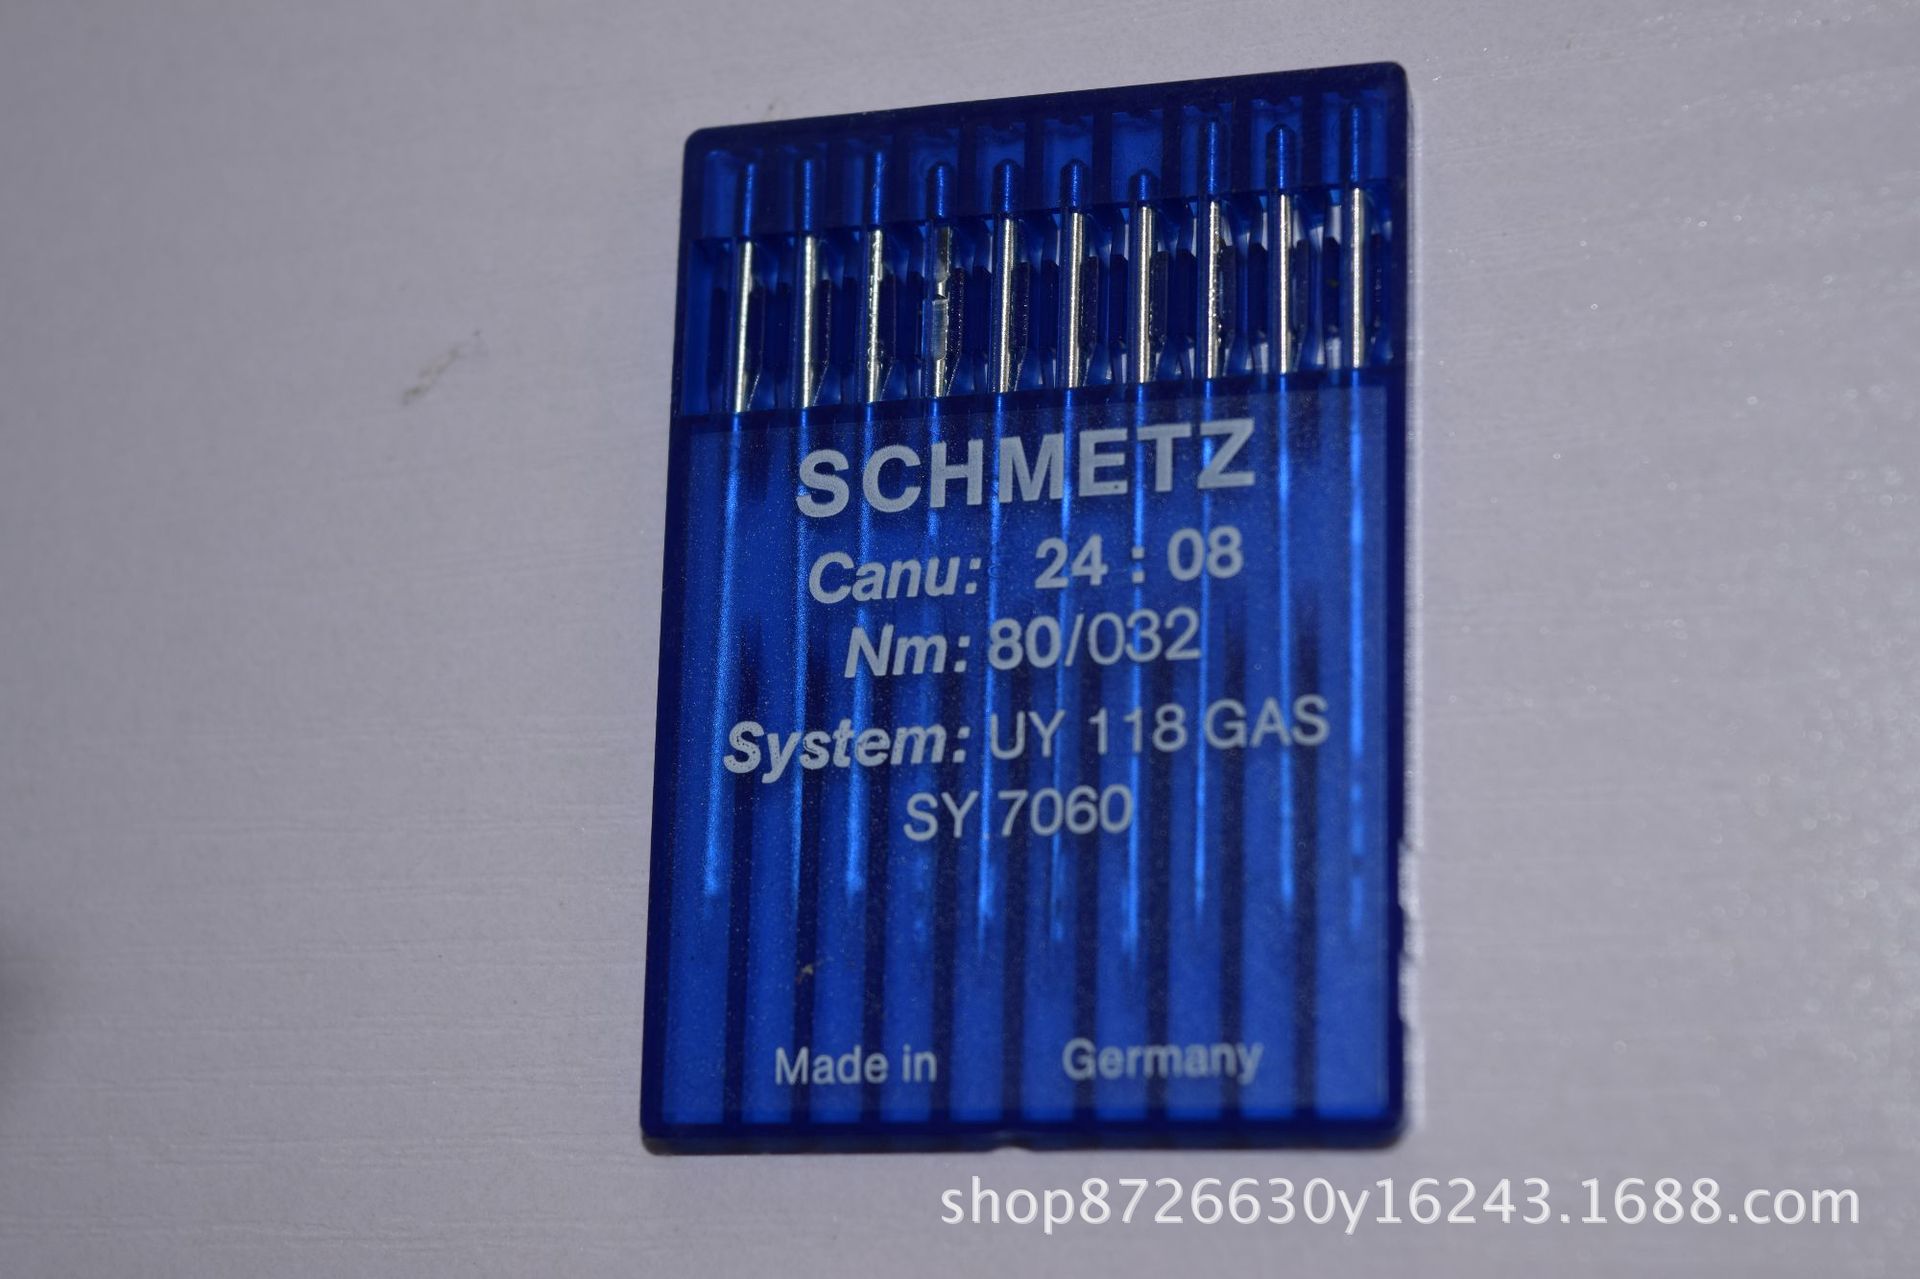 SCHMETZ
Canu: 24 : 08
Nm: 80/032
System: UY 118 GAS
SY 7060
Made in Germany
shop8726630y16243.1688.com